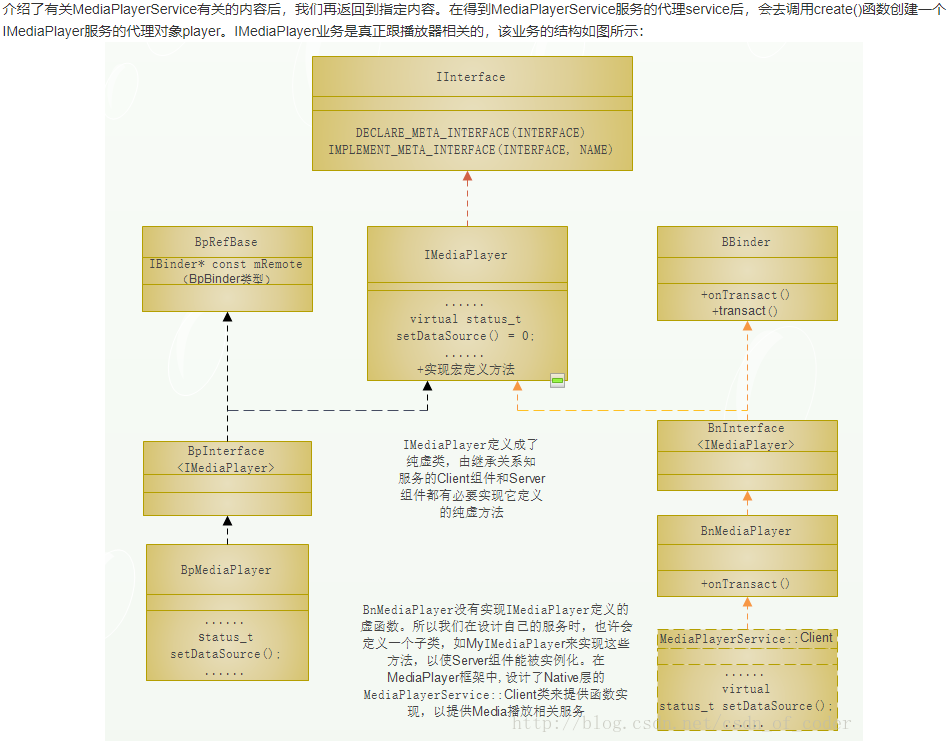 介绍了有关MediaPlayerService有关的内容后，我们再返回到指定内容。在得到MediaPlayerService服务的代理service后，会去调用create()函数创建一个
IMediaPlayer服务的代理对象player。IMediaPlayer业务是真正跟播放器相关的，该业务的结构如图所示：
IInterface
DECLARE_META_INTERFACE(INTERFACE)
IMPLEMENT_META_INTERFACE(INTERFACE, NAME)
BpRefBase
IBinder* const mRemote
（BpBinder类型）
IMediaPlayer
......
virtual status_t
setDataSource() = 0;
......
+实现宏定义方法
BBinder
+onTransact()
+transact()
BpInterface
<IMediaPlayer>
IMediaPlayer定义成了
纯虚类，由继承关系知
服务的Client组件和Server
组件都有必要实现它定义
的纯虚方法
BnInterface
<IMediaPlayer>
BnMediaPlayer
+onTransact()
BpMediaPlayer
......
status_t
setDataSource();
......
BnMediaPlayer没有实现IMediaPlayer定义的
虚函数。所以我们在设计自己的服务时，也许会
定义一个子类，如MyIMediaPlayer来实现这些
方法，以使Server组件能被实例化。在
MediaPlayer框架中,设计了Native层的
MediaPlayerService::Client类来提供函数实
现，以提供Media播放相关服务
MediaPlayerService::Client
......
virtual
status_t setDataSource();
......
http://blog.csdn.net/csdn_of_coder